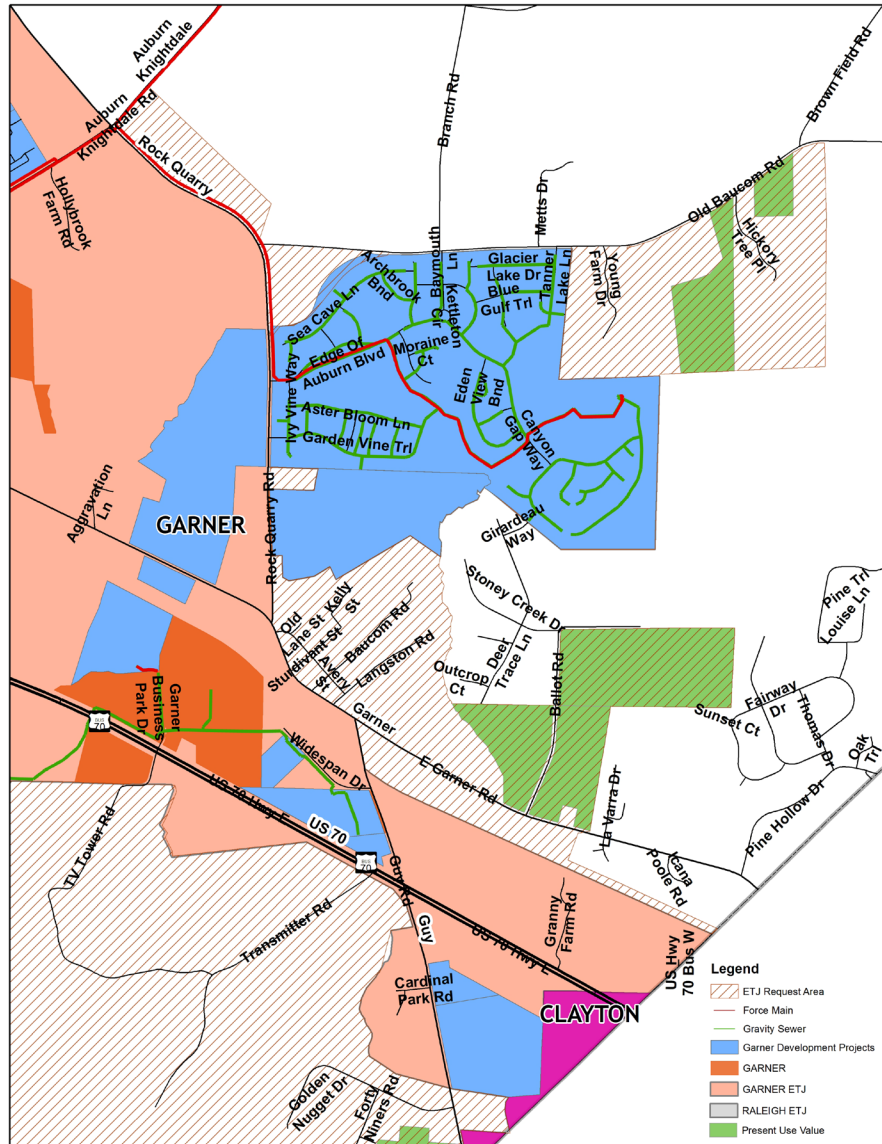 Auburn
Knightdale
Auburn
Knightdale Rd
Rock Quarry
Hollybrook
Farm Rd
Branch Rd
Brown Field Rd
Metts Dr
Old Baucom Rd
Hickory
Tree Pl
Young
Farm Dr
Archbrook
Bnd
Baymouth
Ln
Glacier
Lake Dr
Blue
Gulf Trl
Tanner
Lake Ln
Sea Cave Ln
Kettleton
Cir
Edge Of
Auburn Blvd
Moraine
Ct
Ivy Vine Way
Eden
View
Bnd
Aster Bloom Ln
Garden Vine Trl
Canyon
Gap Way
Aggravation
Ln
GARNER
Rock Quarry Rd
Girardeau
Way
Stoney Creek Dr
Old
Lane St
Kelly
St
Sturdivant St
Baucom Rd
Avery
St
Langston Rd
Deer
Trace Ln
Outcrop
Ct
Ballot Rd
Pine Trl
Louise Ln
Fairway
Dr
Sunset Ct
Thomas Dr
Oak
Trl
Garner
Business
Park Dr
Garner
E Garner Rd
BUS
70
Widespan Dr
US 70 Hwy E
US 70
BUS
70
La Varra Dr
Pine Hollow Dr
Icana
Poole Rd
TV Tower Rd
Guy Rd
Transmitter Rd
Guy
Granny
Farm Rd
US 70 Hwy E
US Hwy
70 Bus W
Cardinal
Park Rd
CLAYTON
Golden
Nugget Dr
Forty
Niners Rd
Legend
ETJ Request Area
Force Main
Gravity Sewer
Garner Development Projects
GARNER
GARNER ETJ
RALEIGH ETJ
Present Use Value